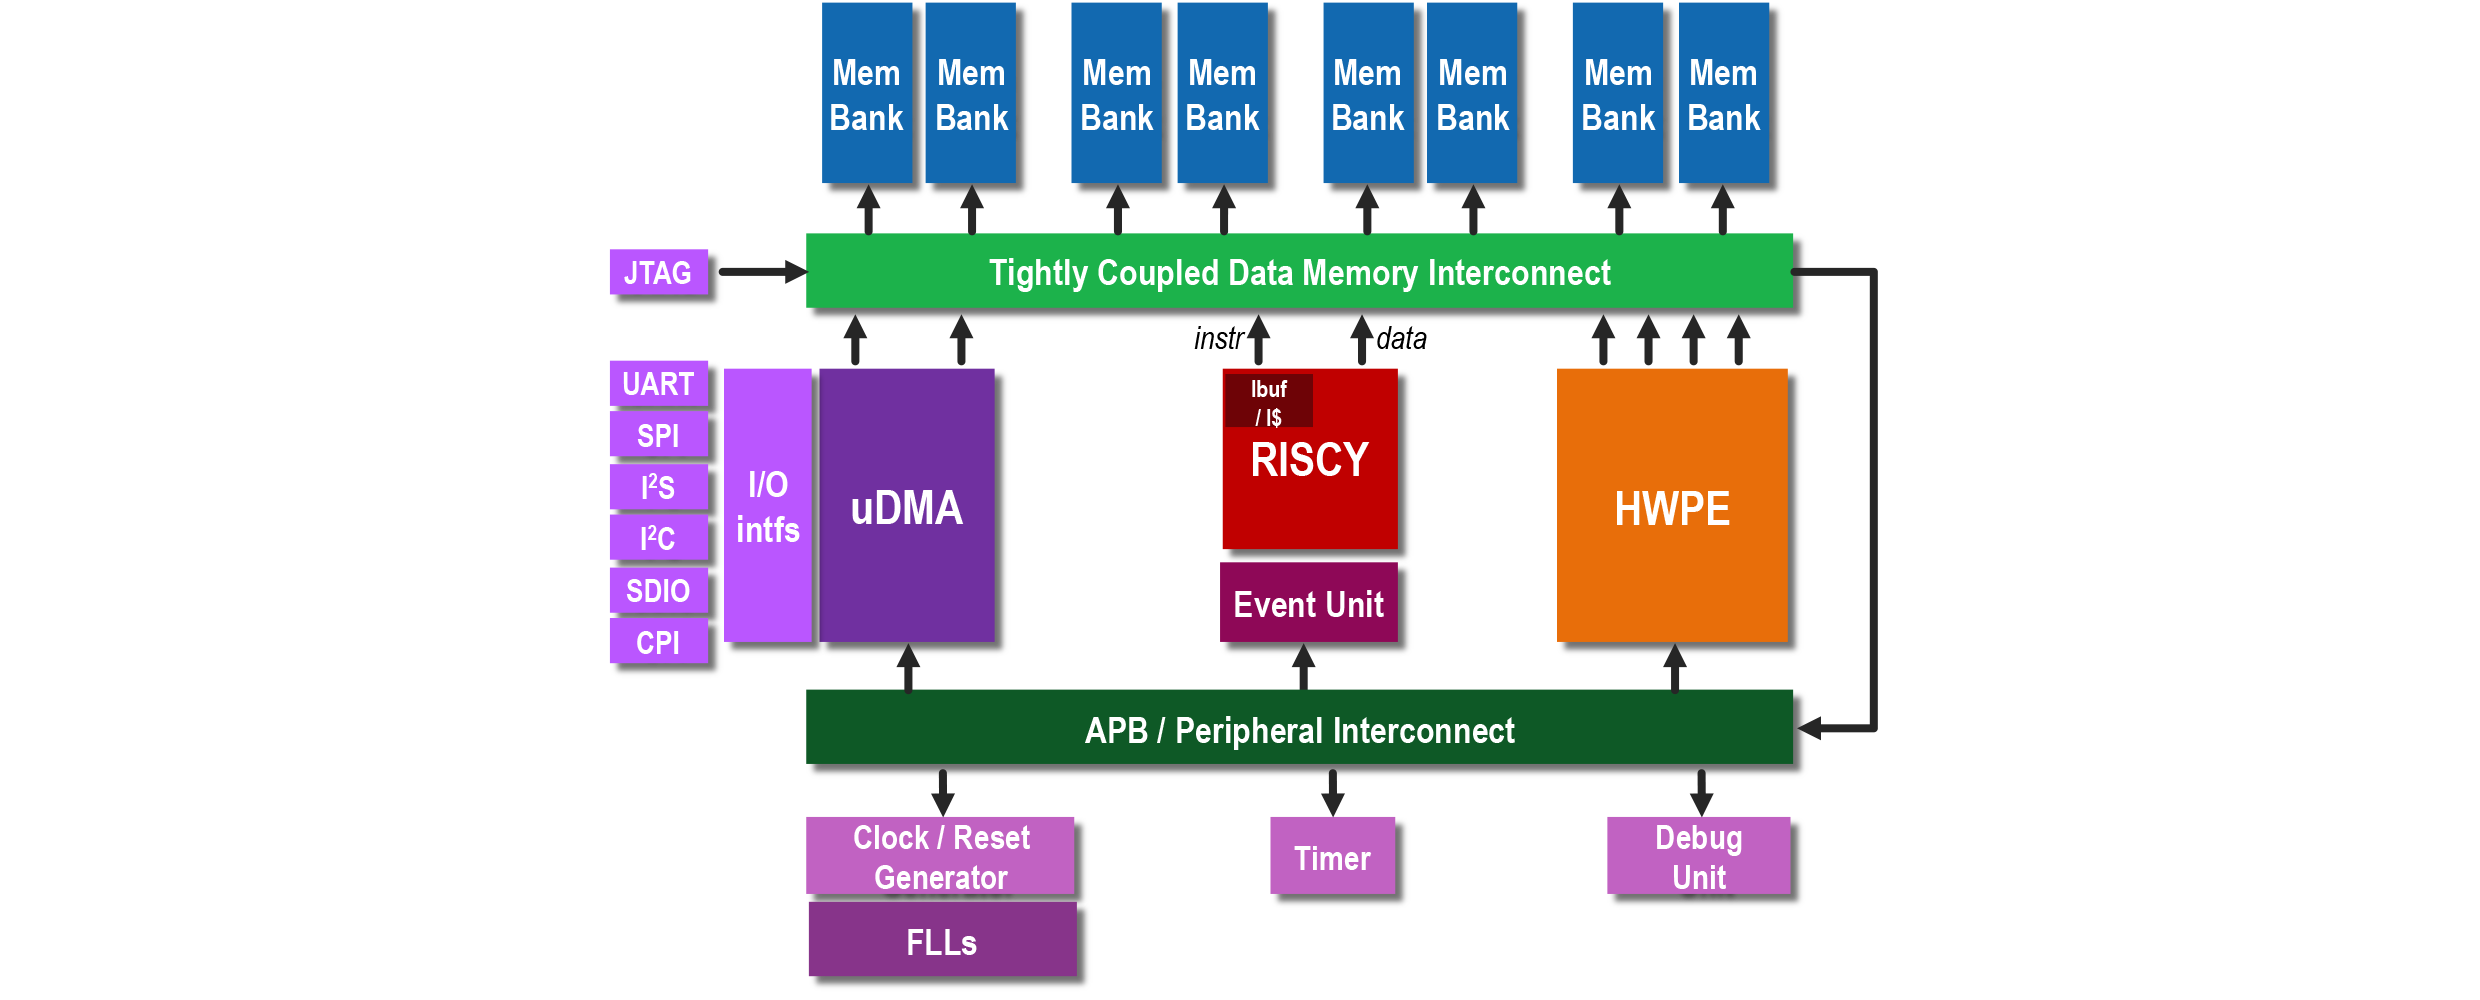 Mem
Bank
Mem
Bank
Mem
Bank
Mem
Bank
Mem
Bank
Mem
Bank
Mem
Bank
Mem
Bank
JTAG
Tightly Coupled Data Memory Interconnect
instr
data
UART
SPI
I²S
I²C
SDIO
CPI
I/O
intfs
uDMA
Ibuf
/ I$
RISCY
Event Unit
HWPE
APB / Peripheral Interconnect
Clock / Reset
Generator
FLLs
Timer
Debug
Unit